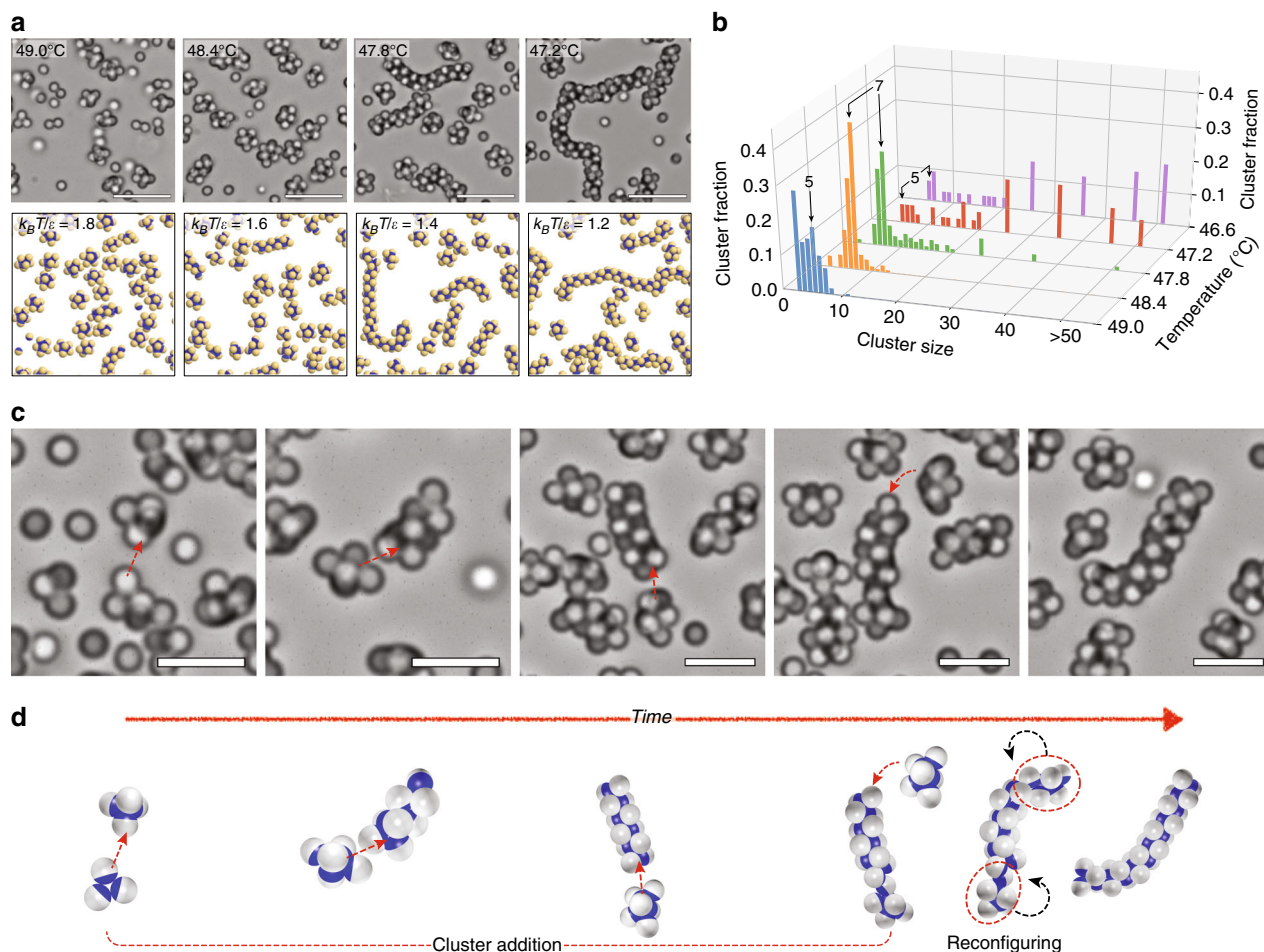 a
49.0°C
48.4°C
47.8°C
47.2°C
k_BT/ε = 1.8
k_BT/ε = 1.6
k_BT/ε = 1.4
k_BT/ε = 1.2
b
Cluster fraction
0.4
0.3
0.2
0.1
0.0
5
7
5
0.4
0.3
0.2
0.1
Cluster fraction
0
10
20
30
40
>50
Cluster size
46.6
47.2
47.8
48.4
49.0
Temperature (°C)
c
d
Time
Cluster addition
Reconfiguring